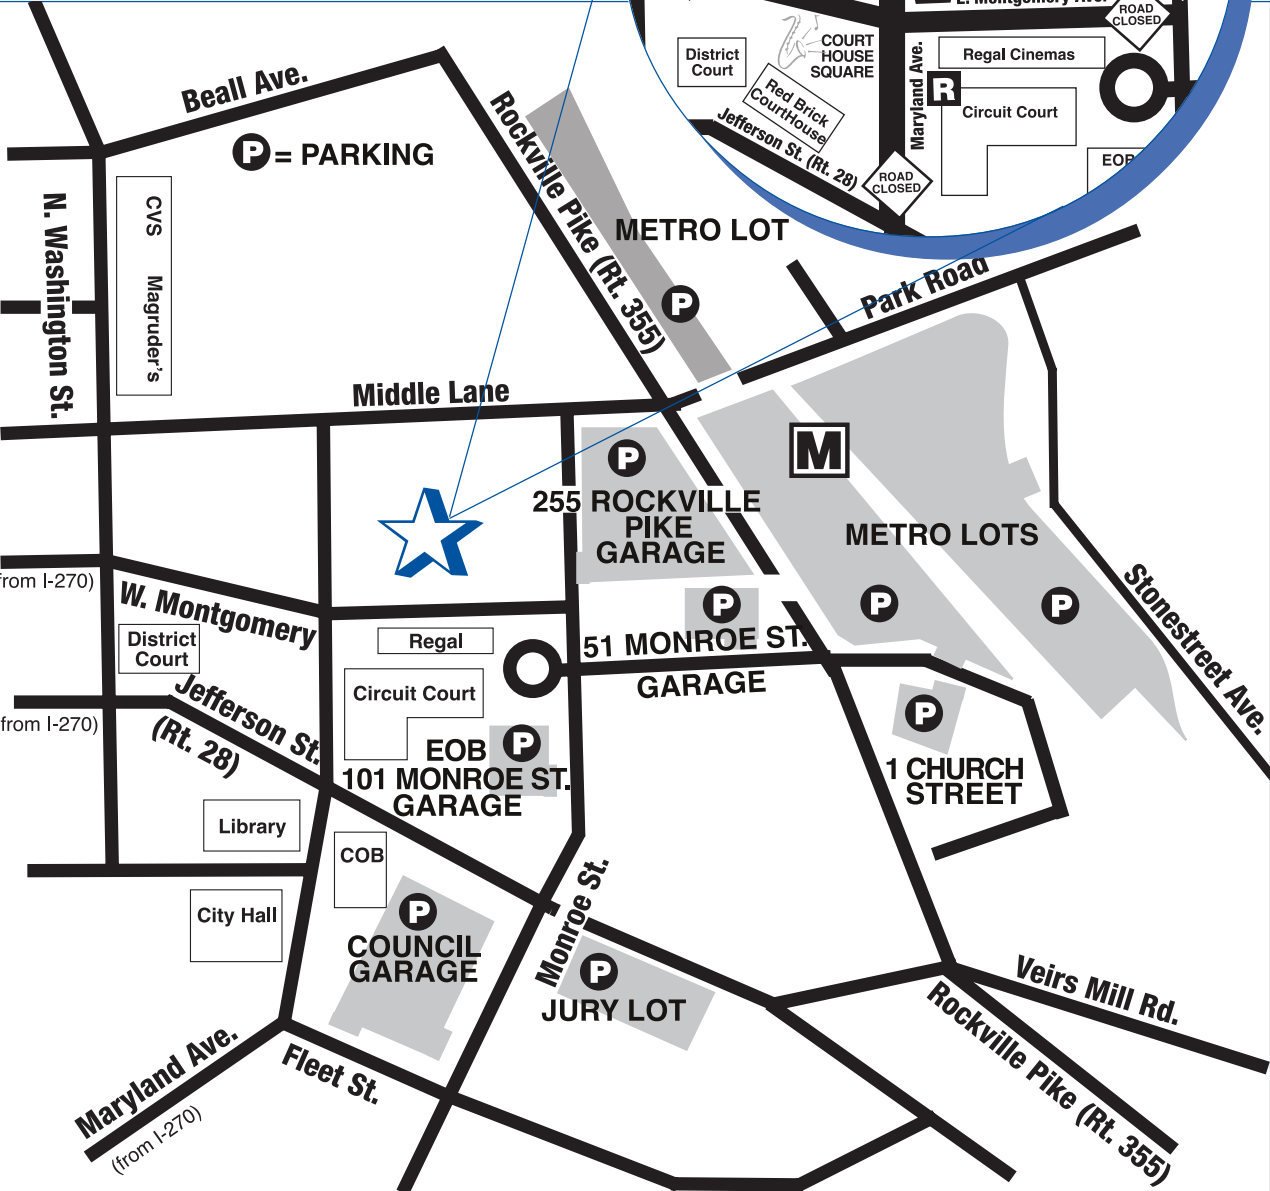 E. Montgomery Ave.
ROAD
CLOSED
COURT
HOUSE
SQUARE
District
Court
Red Brick
CourtHouse
Maryland Ave.
Regal Cinemas
R
Circuit Court
Jefferson St. (Rt. 28)
ROAD
CLOSED
EOB
Beall Ave.
P = PARKING
Rockville Pike (Rt. 355)
METRO LOT
P
Park Road
N. Washington St.
CVS
Magruder's
Middle Lane
P
255 ROCKVILLE
PIKE
GARAGE
M
METRO LOTS
P
P
Stonestreet Ave.
from I-270)
W. Montgomery
District
Court
Regal
P
51 MONROE ST.
GARAGE
Circuit Court
Jefferson St.
(Rt. 28)
from I-270)
EOB
P
101 MONROE ST.
GARAGE
P
1 CHURCH
STREET
Library
COB
City Hall
P
COUNCIL
GARAGE
Monroe St.
P
JURY LOT
Veirs Mill Rd.
Rockville Pike (Rt. 355)
Maryland Ave.
(from I-270)
Fleet St.